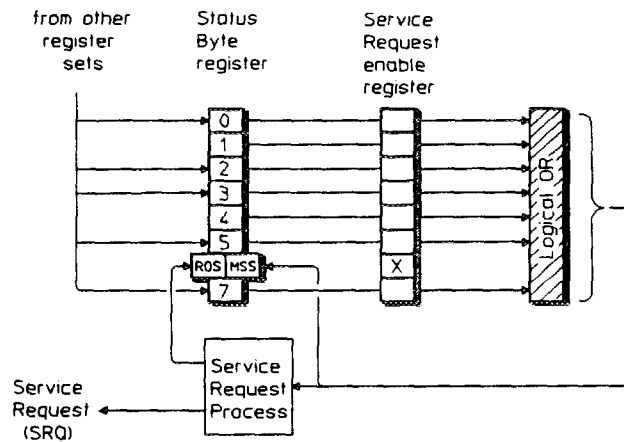 from other
register
sets
Status
Byte
register
Service
Request
enable
register
0
1
2
3
4
5
RQS MSS
X
7
Logical OR
Service
Request
Process
Service
Request
(SRQ)